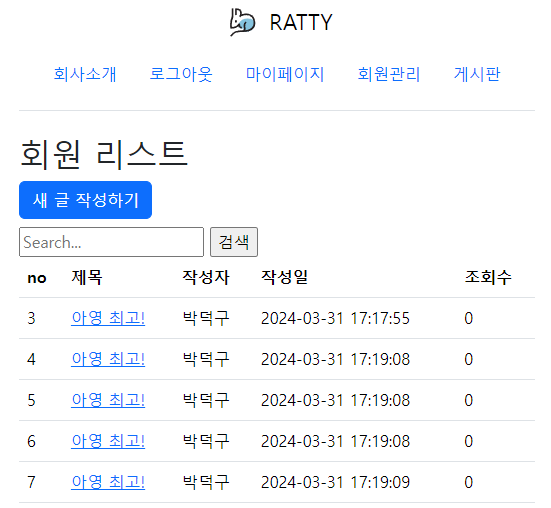 RATTY
회사소개 로그아웃 마이페이지 회원관리 게시판
회원 리스트
새 글 작성하기
Search... 검색
no 제목 작성자 작성일 조회수
3 아영 최고! 박덕구 2024-03-31 17:17:55 0
4 아영 최고! 박덕구 2024-03-31 17:19:08 0
5 아영 최고! 박덕구 2024-03-31 17:19:08 0
6 아영 최고! 박덕구 2024-03-31 17:19:08 0
7 아영 최고! 박덕구 2024-03-31 17:19:09 0